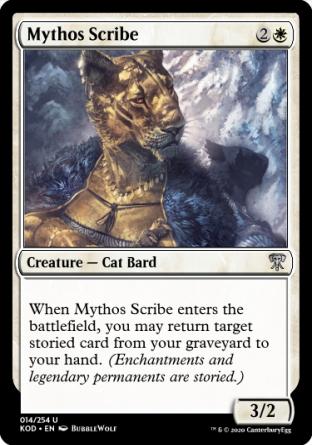 Mythos Scribe 2
Creature — Cat Bard
When Mythos Scribe enters the
battlefield, you may return target
storied card from your graveyard to
your hand. (Enchantments and
legendary permanents are storied.)
3/2
014/254 U
KOD • EN BubbleWolf
™ & © 2020 CanterburyEgg